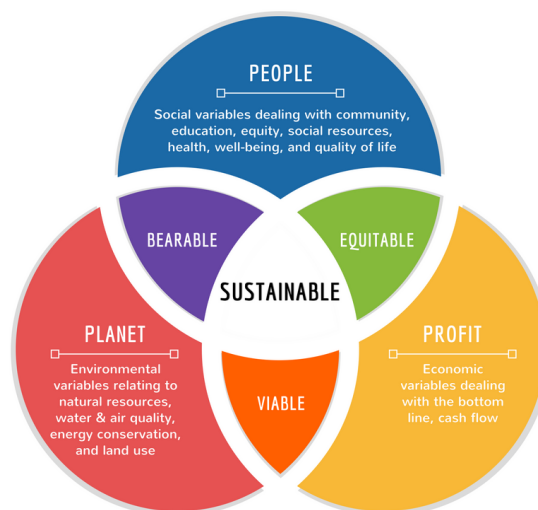 PEOPLE
Social variables dealing with community,
education, equity, social resources,
health, well-being, and quality of life
BEARABLE
EQUITABLE
SUSTAINABLE
PLANET
Environmental
variables relating to
natural resources,
water & air quality,
energy conservation,
and land use
PROFIT
Economic
variables dealing
with the bottom
line, cash flow
VIABLE